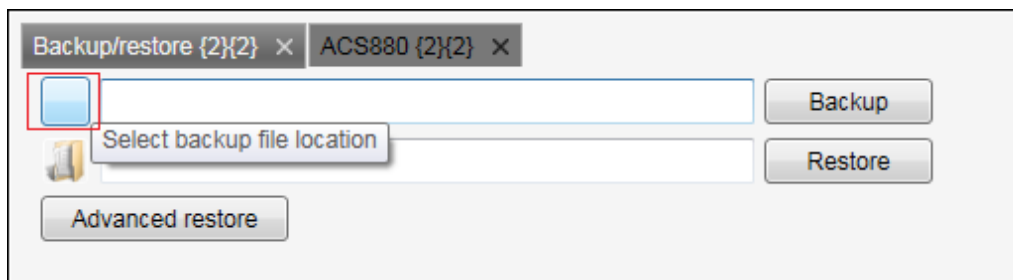 Backup/restore {2}{2} × ACS880 {2}{2} ×
Backup
Select backup file location
Restore
Advanced restore